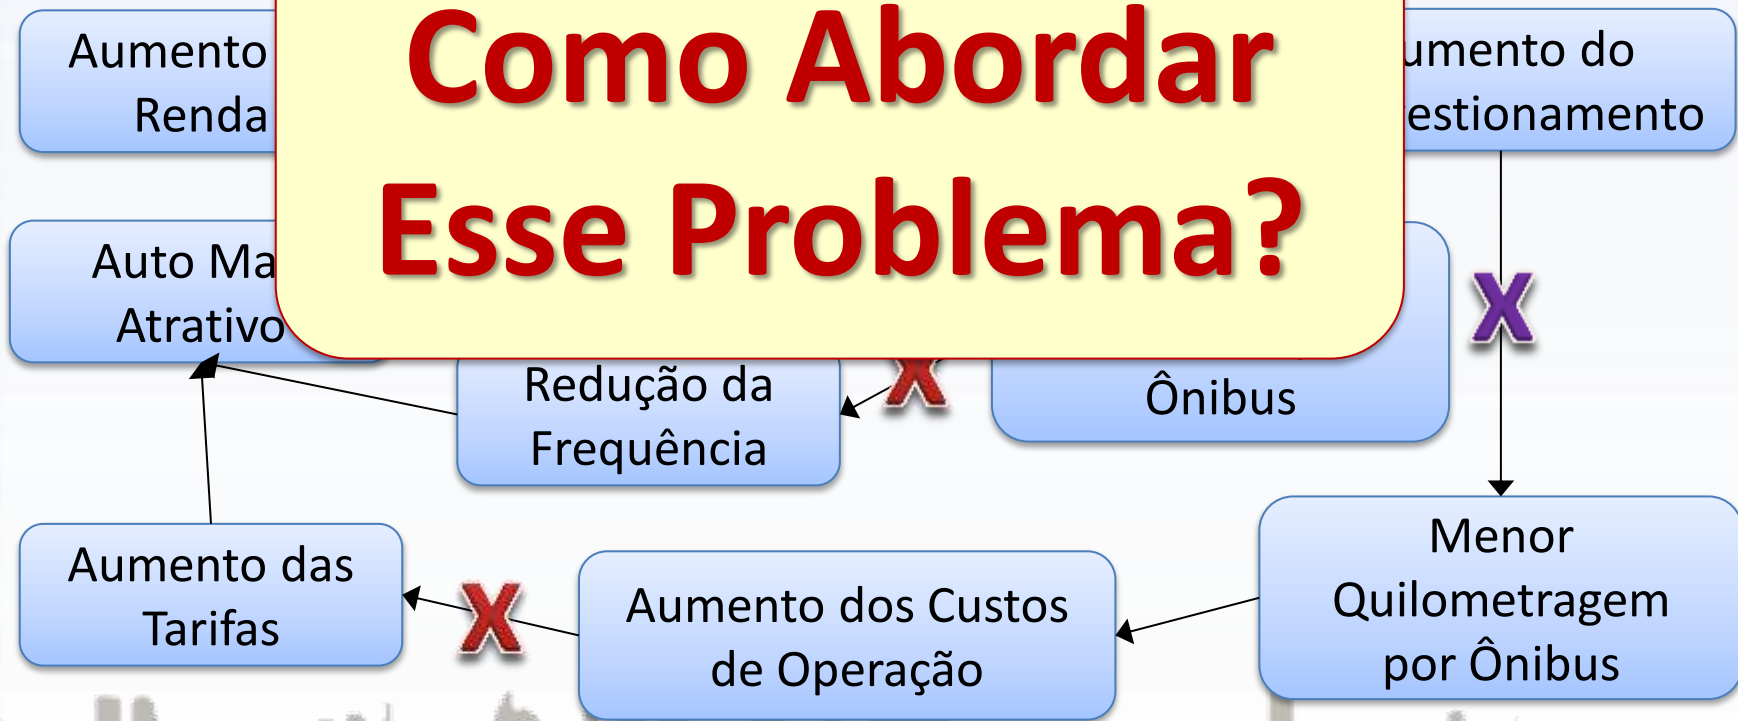 Como Abordar
Esse Problema?
Aumento
Renda
umento do
estionamento
Auto Ma
Atrativo
Redução da
Frequência
Ônibus
X
X
Aumento das
Tarifas
X
Aumento dos Custos
de Operação
Menor
Quilometragem
por Ônibus